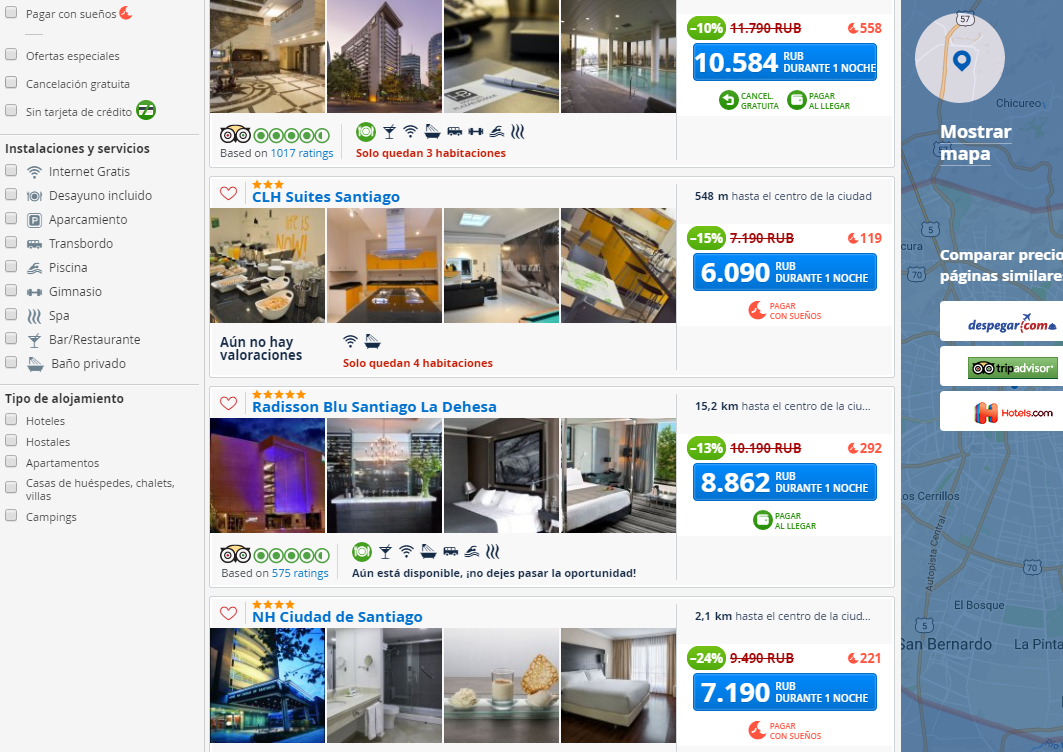 Pagar con sueños
Ofertas especiales
Cancelación gratuita
Sin tarjeta de crédito
Instalaciones y servicios
Internet Gratis
Desayuno incluido
Aparcamiento
Transbordo
Piscina
Gimnasio
Spa
Bar/Restaurante
Baño privado
Tipo de alojamiento
Hoteles
Hostales
Apartamentos
Casas de huéspedes, chalets,
villas
Campings
Based on 1017 ratings
Solo quedan 3 habitaciones
–10% 11.790 RUB 558
10.584 RUB
DURANTE 1 NOCHE
CANCEL.
GRATUITA
PAGAR
AL LLEGAR
CLH Suites Santiago
Aún no hay
valoraciones
Solo quedan 4 habitaciones
548 m hasta el centro de la ciudad
–15% 7.190 RUB 119
6.090 RUB
DURANTE 1 NOCHE
PAGAR
CON SUEÑOS
Radisson Blu Santiago La Dehesa
Based on 575 ratings
Aún está disponible, ¡no dejes pasar la oportunidad!
15,2 km hasta el centro de la ciu...
–13% 10.190 RUB 292
8.862 RUB
DURANTE 1 NOCHE
PAGAR
AL LLEGAR
NH Ciudad de Santiago
2,1 km hasta el centro de la ciud...
–24% 9.490 RUB 221
7.190 RUB
DURANTE 1 NOCHE
PAGAR
CON SUEÑOS
57
Chicureo
Mostrar
mapa
5
cura
70
Comparar precio
páginas similares
despegar.com
tripadvisor
Hotels.com
Los Cerrillos
Autopista Central
70
El Bosque
5
San Bernardo
La Pinta